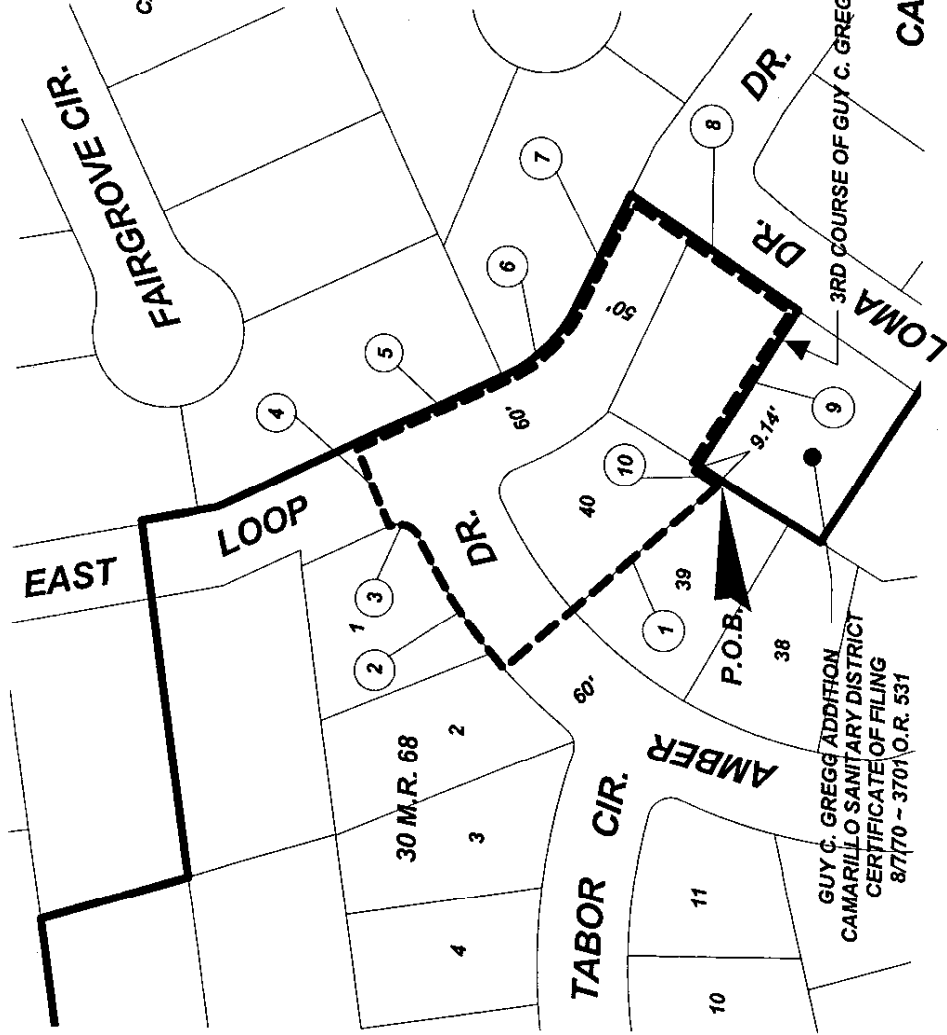 FAIRGROVE CIR.
EAST
LOOP
DR.
DR.
DR.
LOMA
AMBER
DR.
TABOR CIR.
30 M.R. 68
1
2
3
4
10
11
38
39
40
1
2
3
4
5
6
7
8
9
10
60'
50'
60'
9.14'
P.O.B.
3RD COURSE OF GUY C. GREG
CA
GUY C. GREGG ADDITION
CAMARILLO SANITARY DISTRICT
CERTIFICATE OF FILING
8/7/70 ~ 3701 O.R. 531